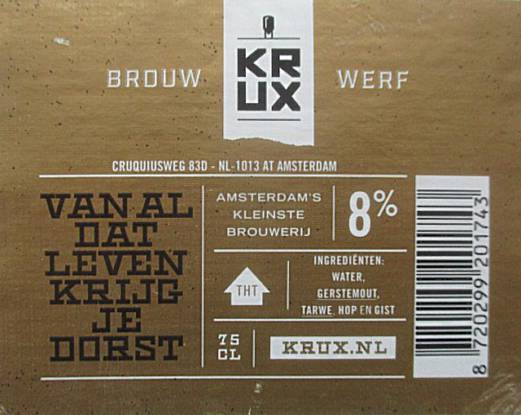 BROUW
KR
UX
WERF
CRUQUIUSWEG 83D - NL-1013 AT AMSTERDAM
VAN AL
DAT
LEVEN
KRIJG
JE
DORST
AMSTERDAM'S
KLEINSTE
BROUWERIJ
8%
THT
INGREDIËNTEN:
WATER,
GERSTEMOUT,
TARWE, HOP EN GIST
75
CL
KRUX.NL
8 720299 201743